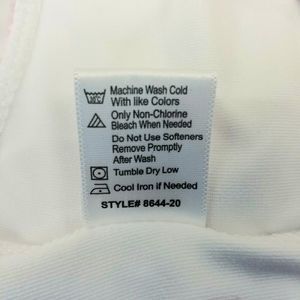 Machine Wash Cold
With like Colors
Only Non-Chlorine
Bleach When Needed
Do Not Use Softeners
Remove Promptly
After Wash
Tumble Dry Low
Cool Iron if Needed
STYLE# 8644-20